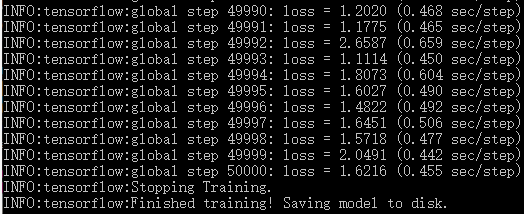 INFO:tensorflow:global step 49990: loss = 1.2020 (0.468 sec/step)
INFO:tensorflow:global step 49991: loss = 1.1775 (0.465 sec/step)
INFO:tensorflow:global step 49992: loss = 2.6587 (0.659 sec/step)
INFO:tensorflow:global step 49993: loss = 1.1114 (0.450 sec/step)
INFO:tensorflow:global step 49994: loss = 1.8073 (0.604 sec/step)
INFO:tensorflow:global step 49995: loss = 1.6027 (0.490 sec/step)
INFO:tensorflow:global step 49996: loss = 1.4822 (0.492 sec/step)
INFO:tensorflow:global step 49997: loss = 1.6451 (0.506 sec/step)
INFO:tensorflow:global step 49998: loss = 1.5718 (0.477 sec/step)
INFO:tensorflow:global step 49999: loss = 2.0491 (0.442 sec/step)
INFO:tensorflow:global step 50000: loss = 1.6216 (0.455 sec/step)
INFO:tensorflow:Stopping Training.
INFO:tensorflow:Finished training! Saving model to disk.